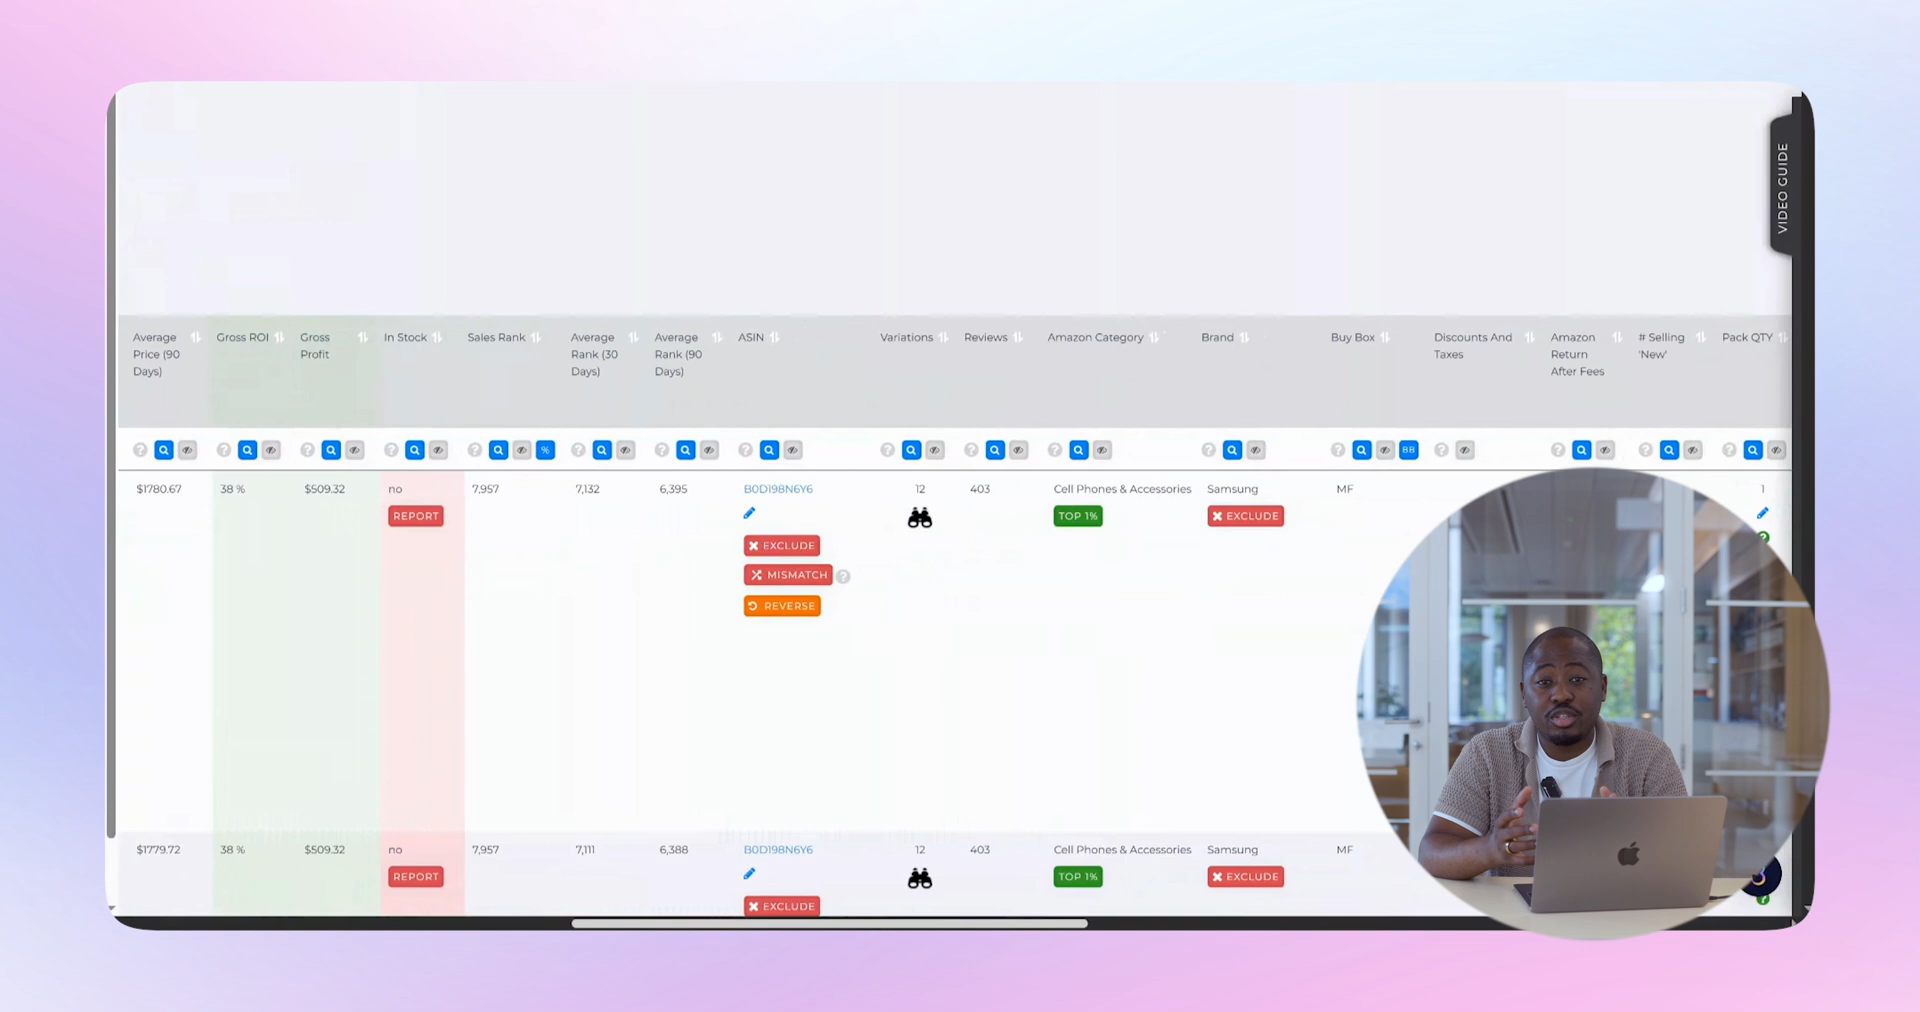 VIDEO GUIDE
Average Price (90 Days)
Gross ROI
Gross Profit
In Stock
Sales Rank
Average Rank (30 Days)
Average Rank (90 Days)
ASIN
Variations
Reviews
Amazon Category
Brand
Buy Box
Discounts And Taxes
Amazon Return After Fees
# Selling 'New'
Pack QTY
%
BB
$1780.67 38 % $509.32 no 7,957 7,132 6,395 B0D198N6Y6 12 403 Cell Phones & Accessories Samsung MF 1
REPORT TOP 1% EXCLUDE
EXCLUDE
MISMATCH ?
REVERSE
$1779.72 38 % $509.32 no 7,957 7,111 6,388 B0D198N6Y6 12 403 Cell Phones & Accessories Samsung MF
REPORT TOP 1% EXCLUDE
EXCLUDE